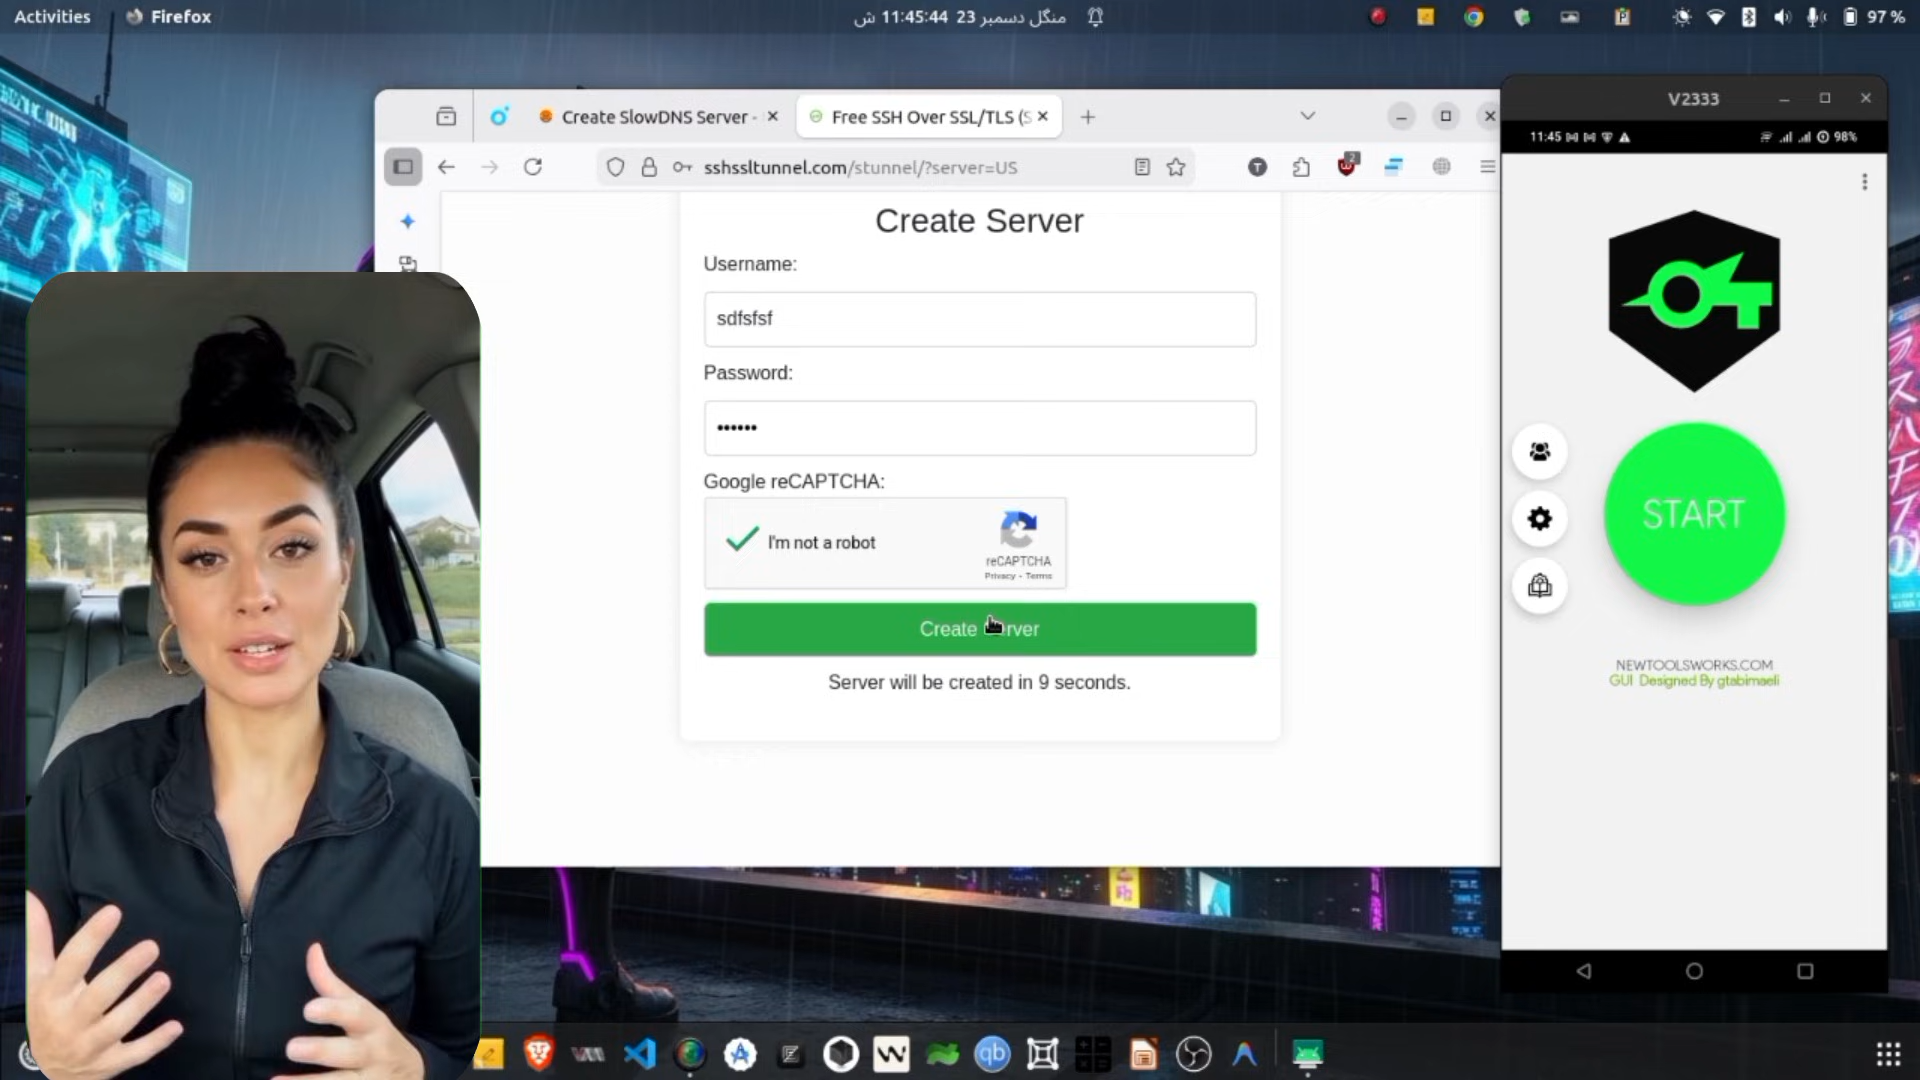 Activities
Firefox
منگل دسمبر 23 11:45:44 ش
97 %
Create SlowDNS Server -
Free SSH Over SSL/TLS (S
sshssltunnel.com/stunnel/?server=US
2
Create Server
Username:
sdfsfsf
Password:
••••••
Google reCAPTCHA:
I'm not a robot
reCAPTCHA
Privacy - Terms
Create rver
Server will be created in 9 seconds.
V2333
11:45
98%
START
NEWTOOLSWORKS.COM
GUI Designed By gtabimaeli